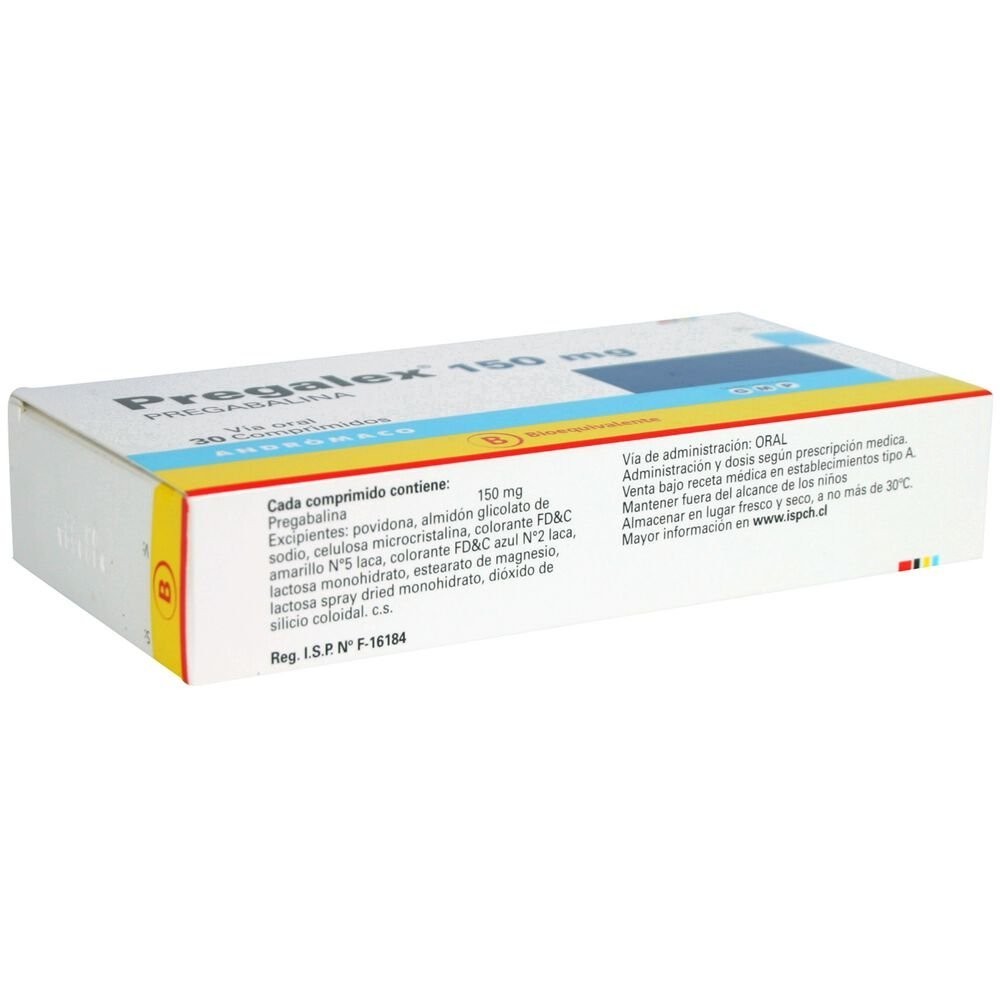 Pregalex® 150 mg
PREGABALINA
Vía oral
30 Comprimidos
ANDRÓMACO
GMP
B Bioequivalente
B
Cada comprimido contiene:
Pregabalina 150 mg
Excipientes: povidona, almidón glicolato de
sodio, celulosa microcristalina, colorante FD&C
amarillo N°5 laca, colorante FD&C azul N°2 laca,
lactosa monohidrato, estearato de magnesio,
lactosa spray dried monohidrato, dióxido de
silicio coloidal. c.s.
Reg. I.S.P. N° F-16184
Vía de administración: ORAL
Administración y dosis según prescripción medica.
Venta bajo receta médica en establecimientos tipo A.
Mantener fuera del alcance de los niños
Almacenar en lugar fresco y seco, a no más de 30°C.
Mayor información en www.ispch.cl